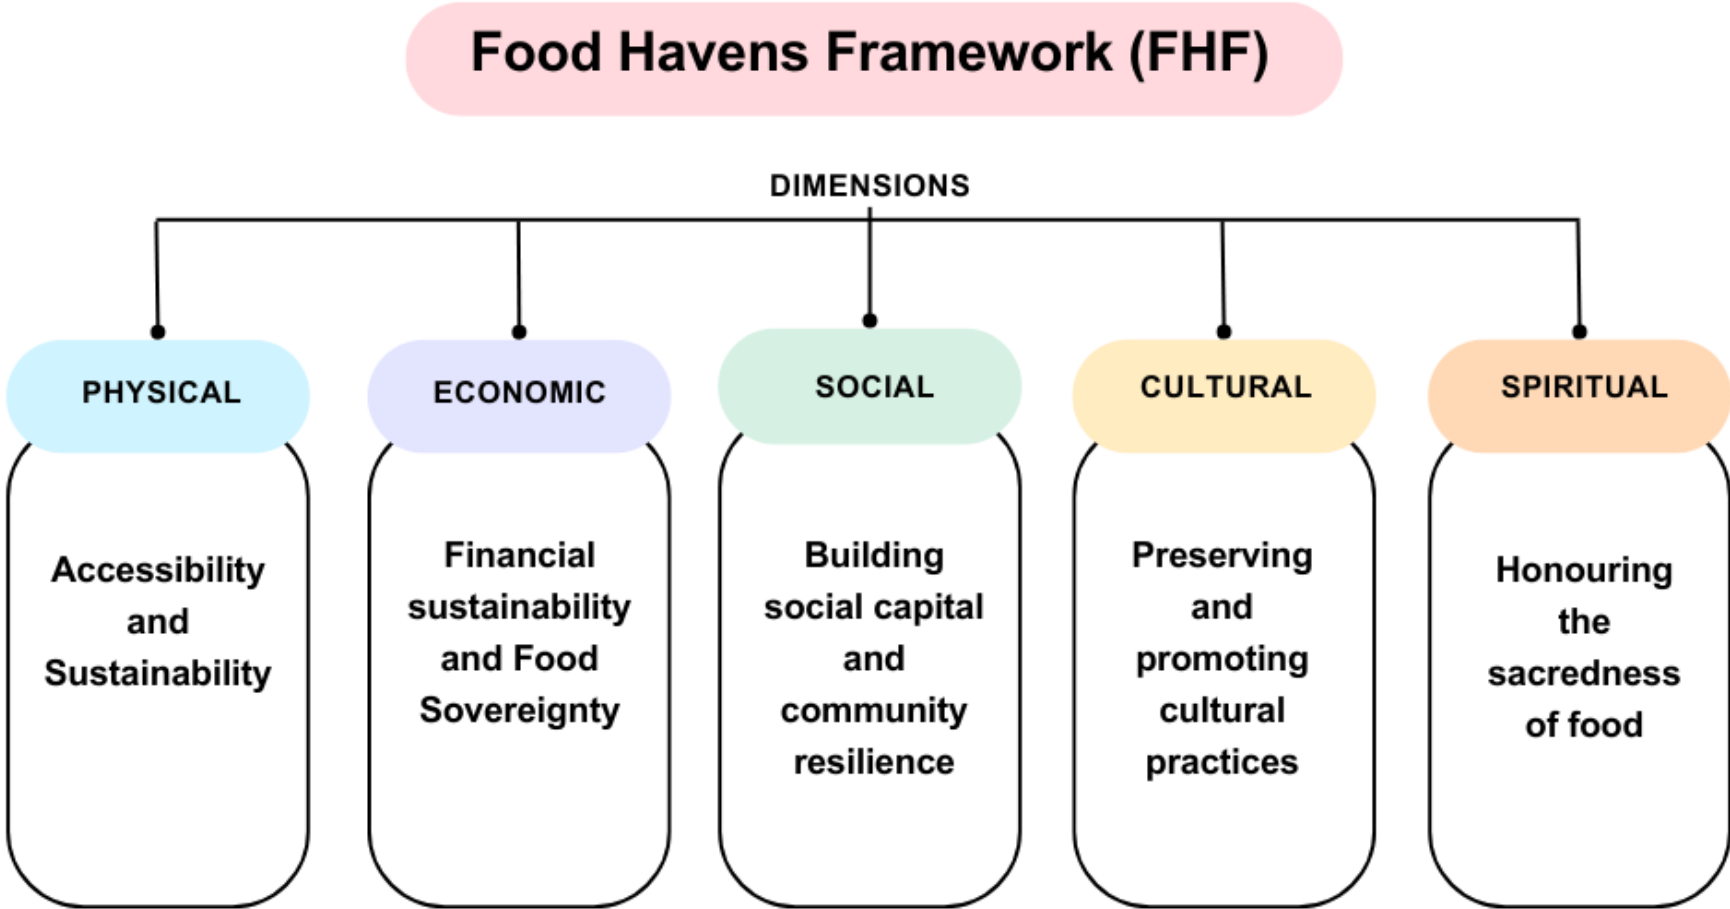 Food Havens Framework (FHF)
DIMENSIONS
PHYSICAL
Accessibility
and
Sustainability
ECONOMIC
Financial
sustainability
and Food
Sovereignty
SOCIAL
Building
social capital
and
community
resilience
CULTURAL
Preserving
and
promoting
cultural
practices
SPIRITUAL
Honouring
the
sacredness
of food